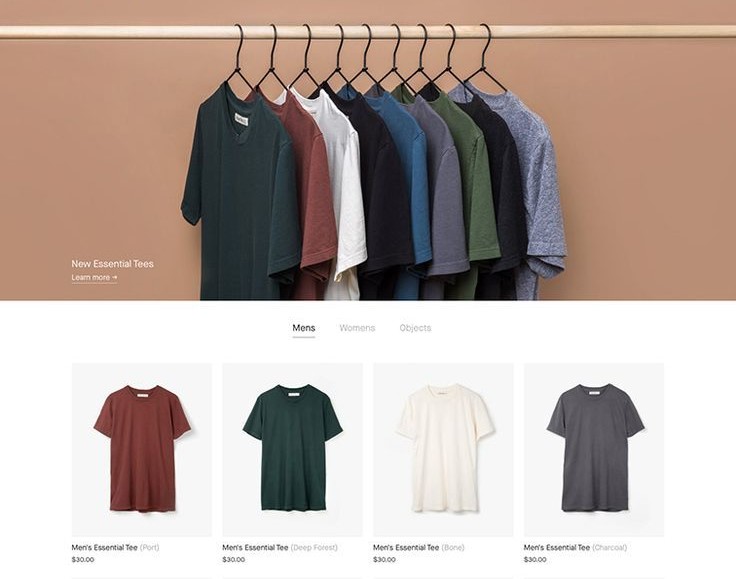 New Essential Tees
Learn more →
Mens Womens Objects
Men's Essential Tee (Port)
$30.00
Men's Essential Tee (Deep Forest)
$30.00
Men's Essential Tee (Bone)
$30.00
Men's Essential Tee (Charcoal)
$30.00